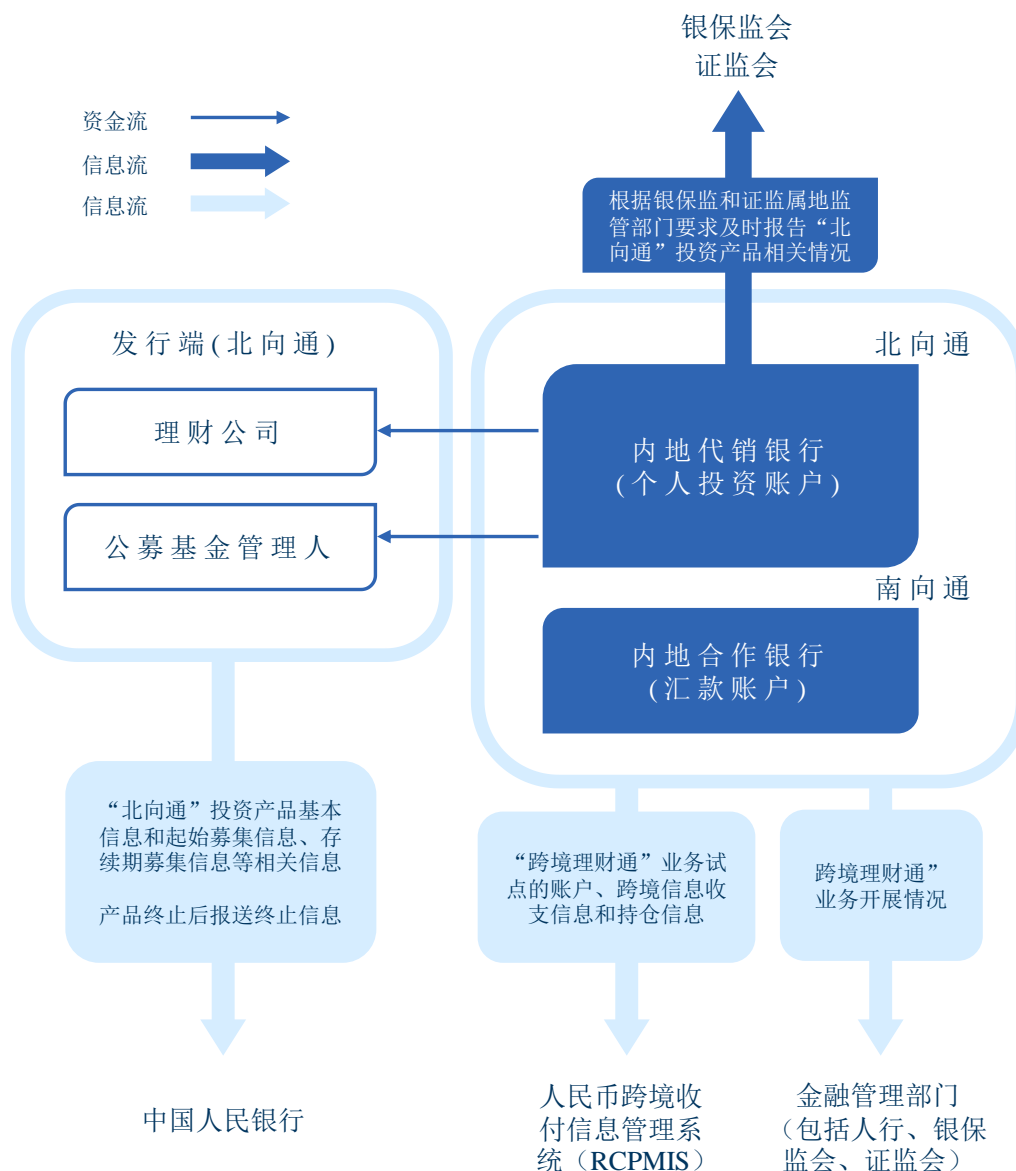 银保监会
证监会
资金流
信息流
信息流
根据银保监和证监属地监
管部门要求及时报告“北
向通”投资产品相关情况
发行端(北向通)
理财公司
公募基金管理人
北向通
内地代销银行
(个人投资账户)
南向通
内地合作银行
(汇款账户)
“北向通”投资产品基本
信息和起始募集信息、存
续期募集信息等相关信息
产品终止后报送终止信息
“跨境理财通”业务试
点的账户、跨境信息收
支信息和持仓信息
跨境理财通”
业务开展情况
中国人民银行
人民币跨境收
付信息管理系
统（RCPMIS）
金融管理部门
（包括人行、银保
监会、证监会）